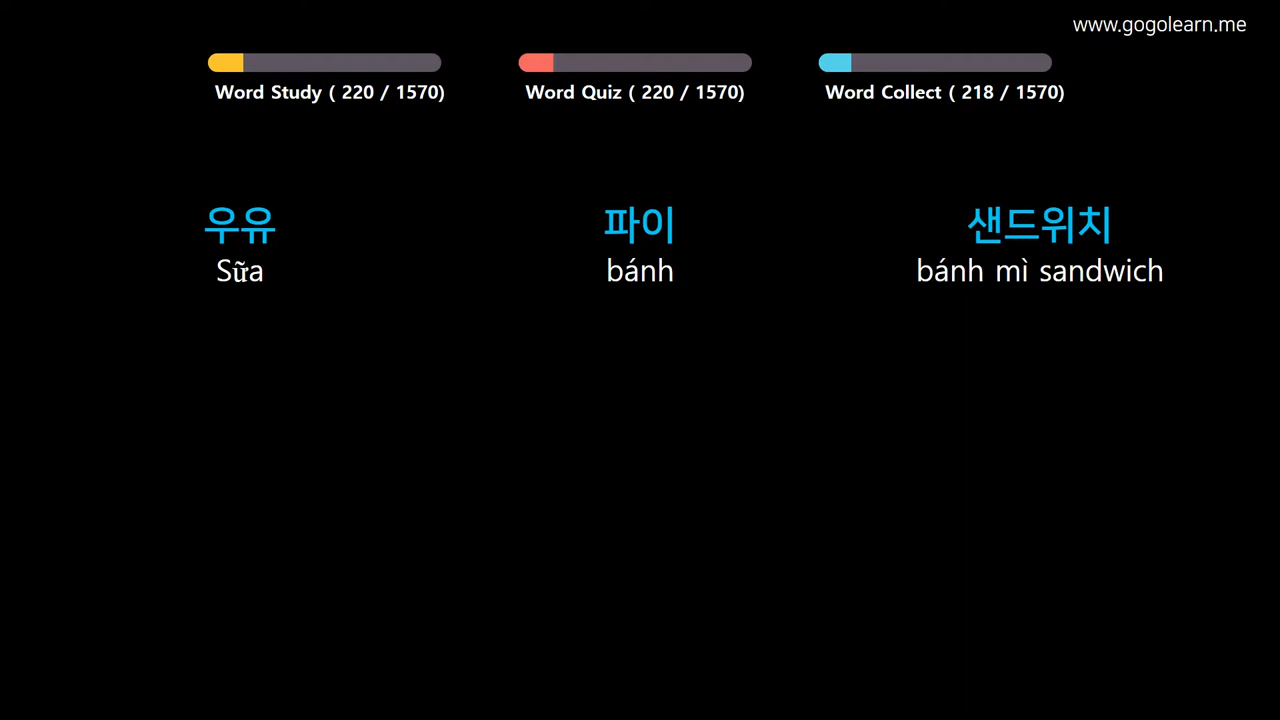 www.gogolearn.me
Word Study ( 220 / 1570)
Word Quiz ( 220 / 1570)
Word Collect ( 218 / 1570)
우유
Sữa
파이
bánh
샌드위치
bánh mì sandwich